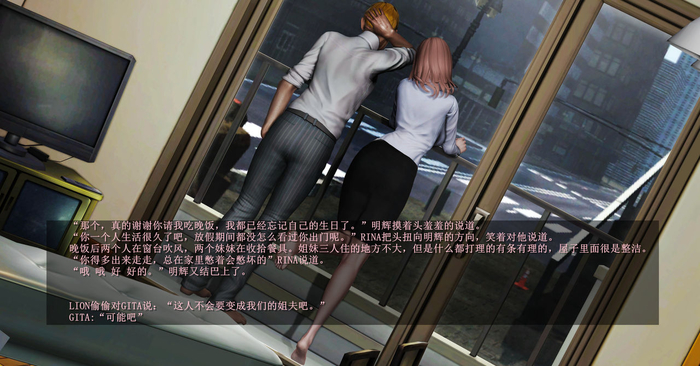 “那个，真的谢谢你请我吃晚饭，我都已经忘记自己的生日了。”明辉摸着头羞羞的说道。
“你一个人生活很久了吧，放假期间都没怎么看过你出门呢。”RINA把头扭向明辉的方向，笑着对他说道。
晚饭后两个人在窗台吹风，两个妹妹在收拾餐具。姐妹三人住的地方不大，但是什么都打理的有条有理的，屋子里面很是整洁。
“你得多出来走走，总在家里憋着会憋坏的”RINA说道。
“哦 哦 好 好的。”明辉又结巴上了。
LION偷偷对GITA说：“这人不会要变成我们的姐夫吧。”
GITA:“可能吧”